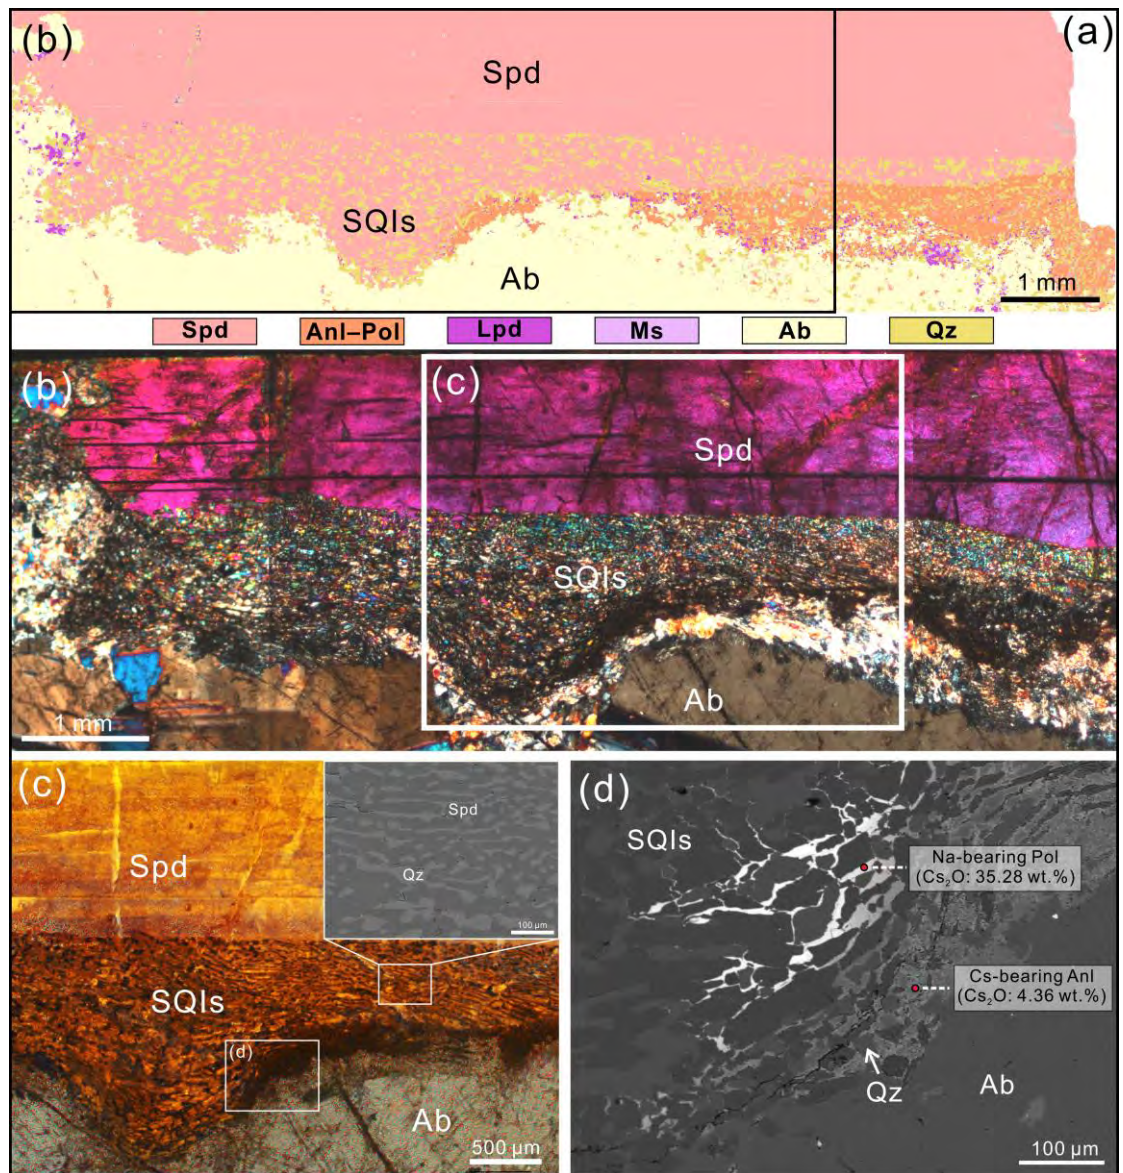 (b)
(a)
Spd
SQIs
Ab
1 mm
Spd
Anl–Pol
Lpd
Ms
Ab
Qz
(b)
(c)
Spd
SQIs
Ab
1 mm
(c)
Spd
Spd
Qz
100 µm
SQIs
(d)
Ab
500 µm
(d)
SQIs
Na-bearing Pol
(Cs₂O: 35.28 wt.%)
Cs-bearing Anl
(Cs₂O: 4.36 wt.%)
Qz
Ab
100 µm